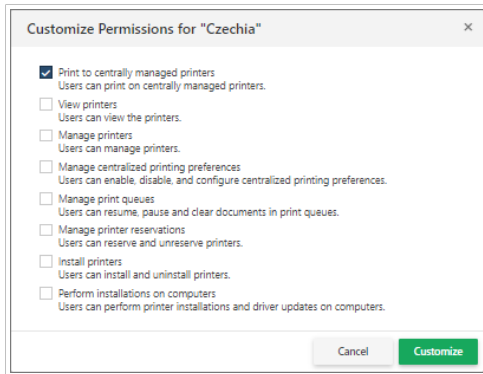 Customize Permissions for "Czechia"
Print to centrally managed printers
Users can print on centrally managed printers.
View printers
Users can view the printers.
Manage printers
Users can manage printers.
Manage centralized printing preferences
Users can enable, disable, and configure centralized printing preferences.
Manage print queues
Users can resume, pause and clear documents in print queues.
Manage printer reservations
Users can reserve and unreserve printers.
Install printers
Users can install and uninstall printers.
Perform installations on computers
Users can perform printer installations and driver updates on computers.
Cancel Customize